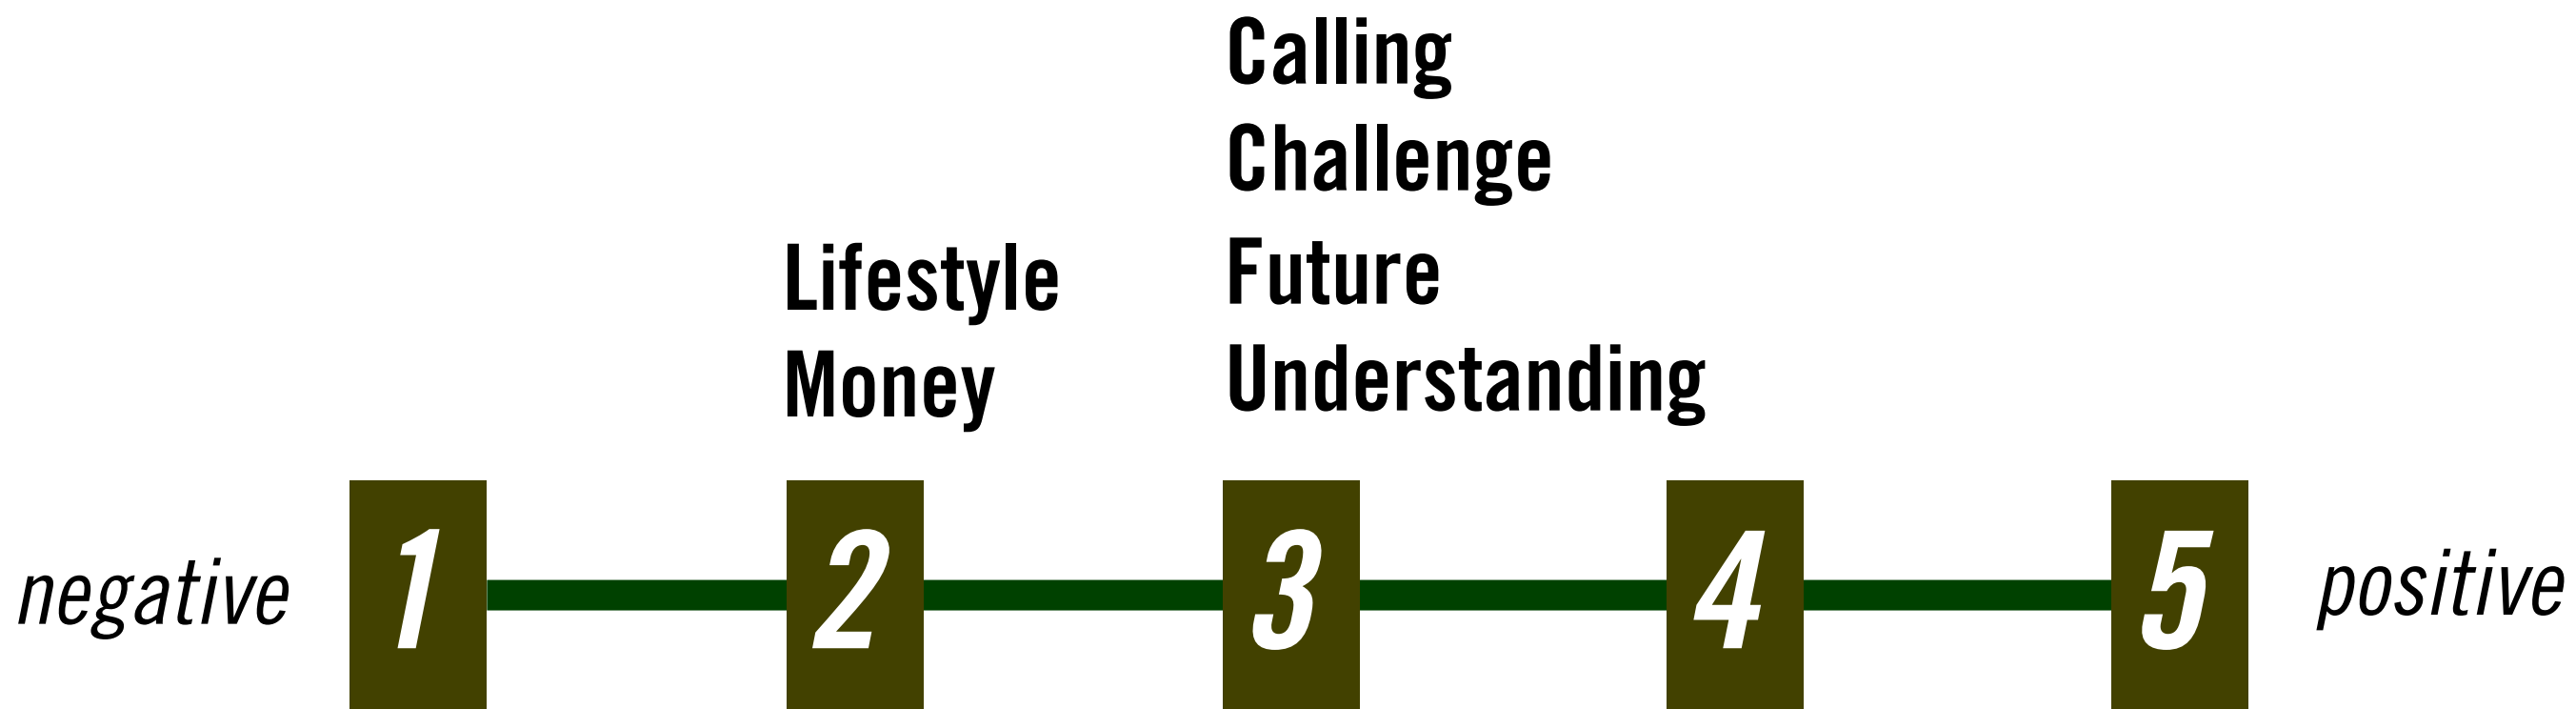 Calling
Challenge
Lifestyle
Future
Money
Understanding
negative
1
2
3
4
5
positive